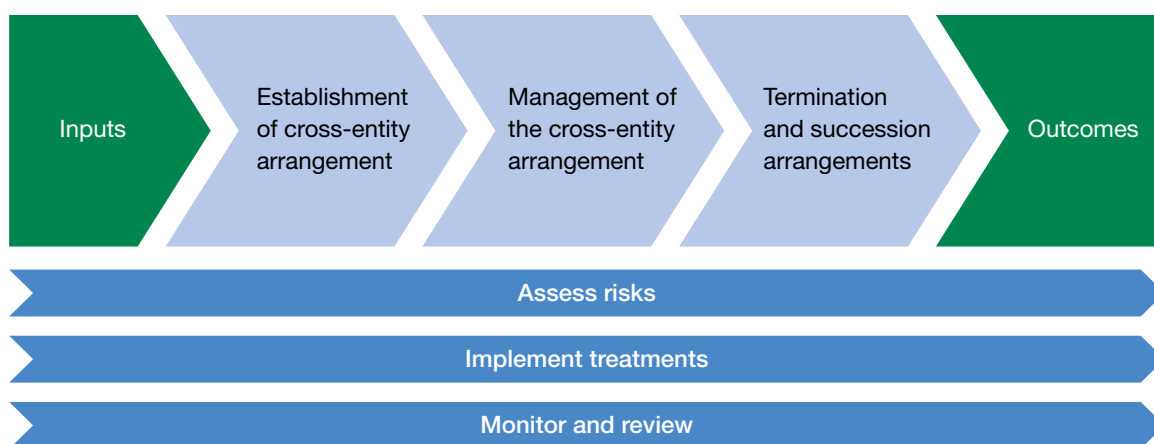 Inputs
Establishment
of cross-entity
arrangement
Management of
the cross-entity
arrangement
Termination
and succession
arrangements
Outcomes
Assess risks
Implement treatments
Monitor and review